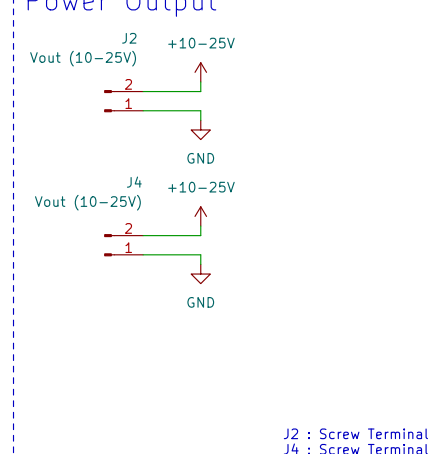 Power Output
J2
+10-25V
Vout (10-25V)
2
1
GND
J4
+10-25V
Vout (10-25V)
2
1
GND
J2 : Screw Terminal
J4 : Screw Terminal